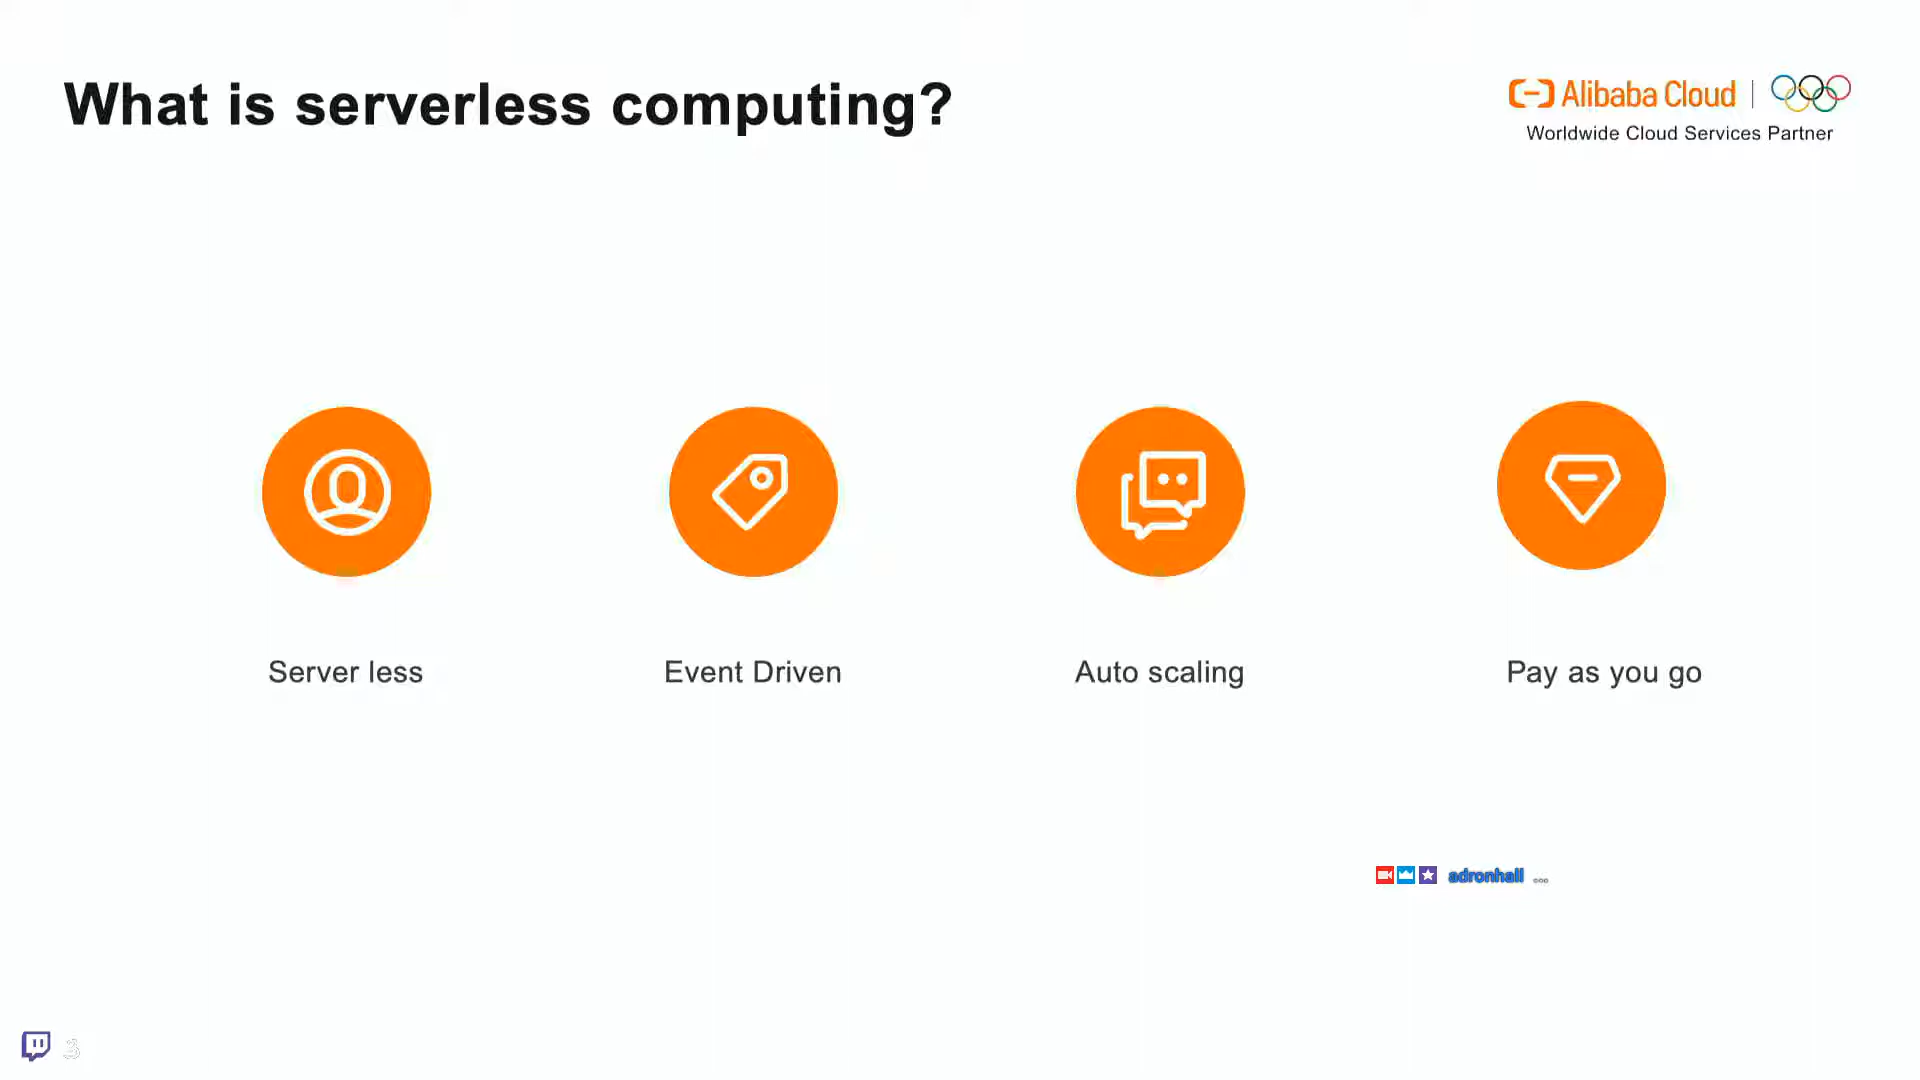 What is serverless computing?
Alibaba Cloud
Worldwide Cloud Services Partner
Server less
Event Driven
Auto scaling
Pay as you go
adronhall ...
3